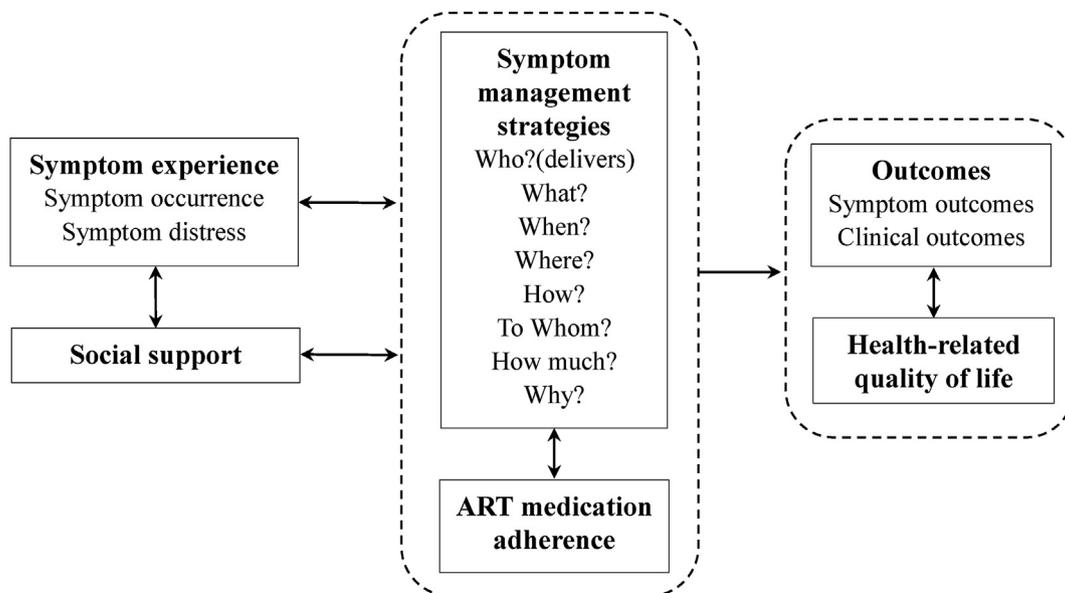 Symptom experience
Symptom occurrence
Symptom distress
Social support
Symptom
management
strategies
Who?(delivers)
What?
When?
Where?
How?
To Whom?
How much?
Why?
ART medication
adherence
Outcomes
Symptom outcomes
Clinical outcomes
Health-related
quality of life